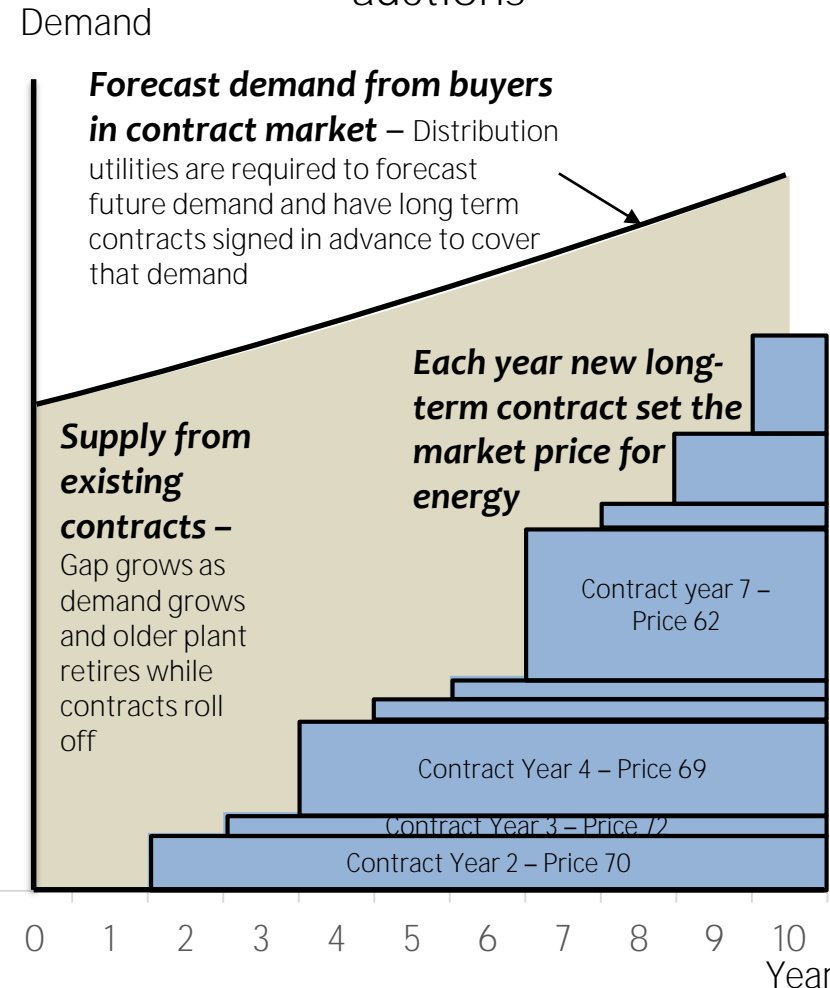 auctions
Demand
Forecast demand from buyers
in contract market – Distribution
utilities are required to forecast
future demand and have long term
contracts signed in advance to cover
that demand
Each year new long-
term contract set the
market price for
energy
Supply from
existing
contracts –
Gap grows as
demand grows
and older plant
retires while
contracts roll
off
Contract year 7 –
Price 62
Contract Year 4 – Price 69
Contract Year 3 – Price 72
Contract Year 2 – Price 70
0 1 2 3 4 5 6 7 8 9 10
Year